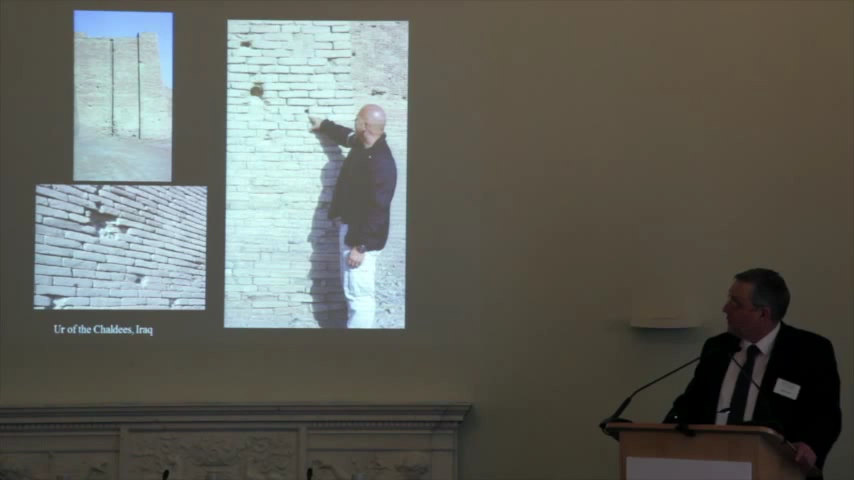 Ur of the Chaldees, Iraq